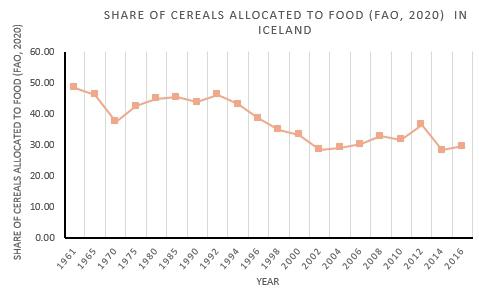 SHARE OF CEREALS ALLOCATED TO FOOD (FAO, 2020) IN
ICELAND
SHARE OF CEREALS ALLOCATED TO FOOD (FAO, 2020)
60.00
50.00
40.00
30.00
20.00
10.00
0.00
1961 1965 1970 1975 1980 1985 1990 1992 1994 1996 1998 2000 2002 2004 2006 2008 2010 2012 2014 2016
YEAR